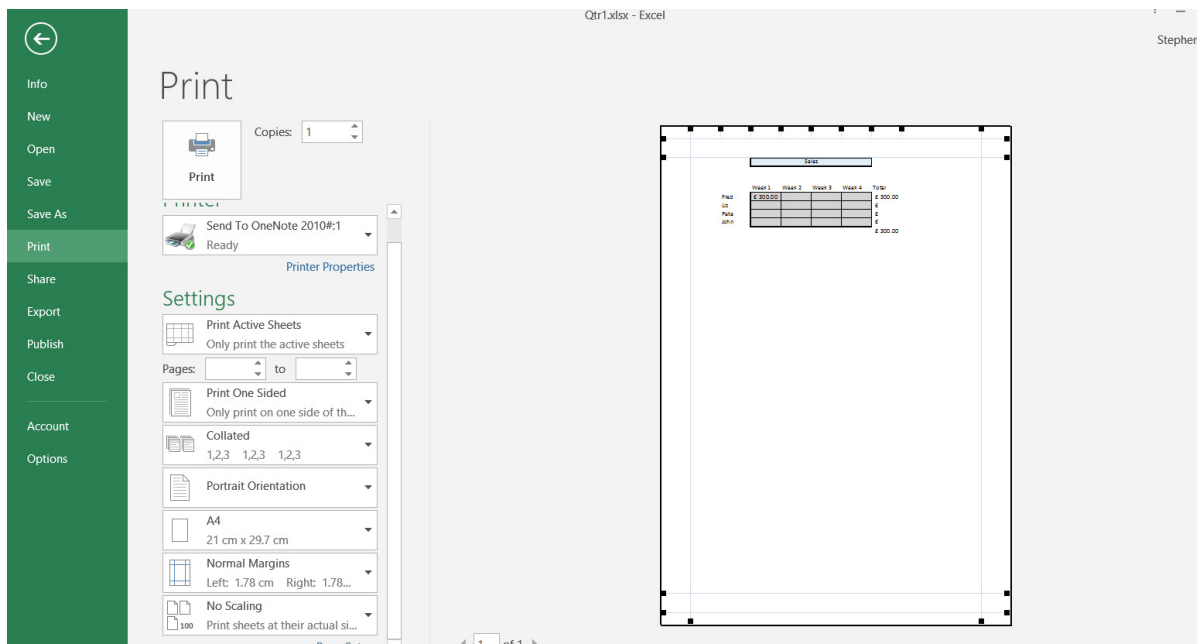 Qtr1.xlsx - Excel
?
Stephen
Info
New
Open
Save
Save As
Print
Share
Export
Publish
Close
Account
Options
Print
Copies: 1
Print
Printer
Send To OneNote 2010#:1
Ready
Printer Properties
Settings
Print Active Sheets
Only print the active sheets
Pages: to
Print One Sided
Only print on one side of th...
Collated
1,2,3 1,2,3 1,2,3
Portrait Orientation
A4
21 cm x 29.7 cm
Normal Margins
Left: 1.78 cm Right: 1.78...
No Scaling
100
Print sheets at their actual si...
1 of 1
Sales
Week 1 Week 2 Week 3 Week 4 Total
Fred £ 300.00 £ 300.00
Liz £
Pete £
John £
£ 300.00